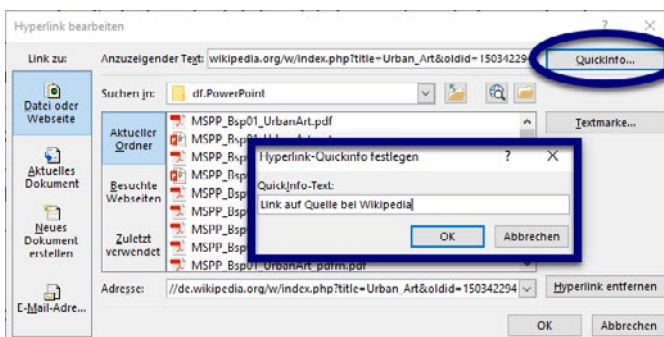 Hyperlink bearbeiten
? ×
Link zu:
Anzuzeigender Text: wikipedia.org/w/index.php?title=Urban_Art&oldid=150342294
QuickInfo...
Datei oder
Webseite
Suchen in:
df.PowerPoint
Aktueller
Ordner
MSPP_Bsp01_UrbanArt.pdf
Textmarke...
Aktuelles
Dokument
Besuchte
Webseiten
Hyperlink-QuickInfo festlegen
? ×
QuickInfo-Text:
Link auf Quelle bei Wikipedia
OK
Abbrechen
Neues
Dokument
erstellen
Zuletzt
verwendet
MSPP_Bsp01_UrbanArt_pdfm.pdf
E-Mail-Adre...
Adresse:
//de.wikipedia.org/w/index.php?title=Urban_Art&oldid=150342294
Hyperlink entfernen
OK
Abbrechen